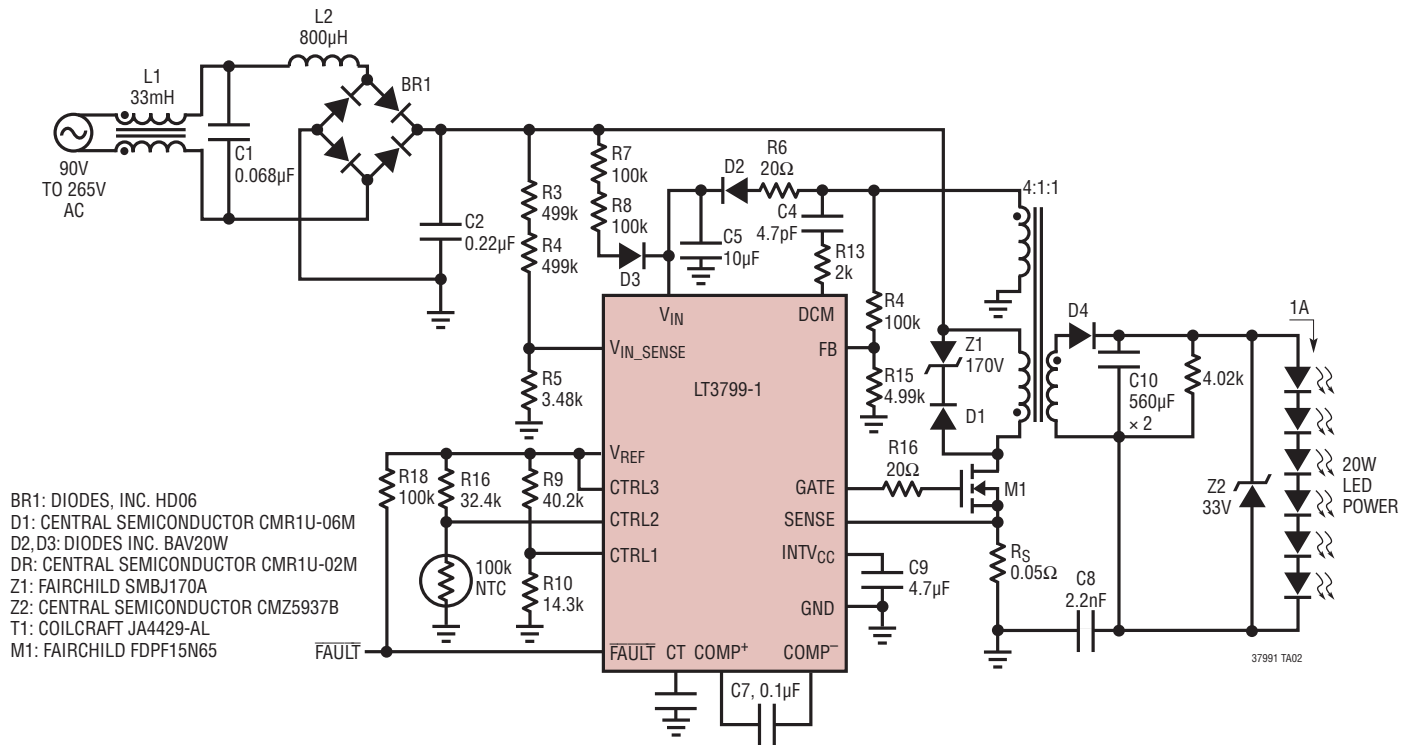 L2
800µH
L1
33mH
BR1
90V
TO 265V
AC
C1
0.068µF
C2
0.22µF
R3
499k
R4
499k
R5
3.48k
R7
100k
R8
100k
D3
D2
R6
20Ω
C5
10µF
C4
4.7pF
R13
2k
R4
100k
R15
4.99k
4:1:1
Z1
170V
D1
D4
1A
C10
560µF
× 2
4.02k
Z2
33V
20W
LED
POWER
VIN
DCM
VIN_SENSE
FB
LT3799-1
VREF
CTRL3
CTRL2
CTRL1
GATE
SENSE
INTVCC
GND
FAULT
CT
COMP+
COMP–
R18
100k
R16
32.4k
R9
40.2k
100k
NTC
R10
14.3k
FAULT
R16
20Ω
M1
RS
0.05Ω
C9
4.7µF
C8
2.2nF
C7, 0.1µF
BR1: DIODES, INC. HD06
D1: CENTRAL SEMICONDUCTOR CMR1U-06M
D2,D3: DIODES INC. BAV20W
DR: CENTRAL SEMICONDUCTOR CMR1U-02M
Z1: FAIRCHILD SMBJ170A
Z2: CENTRAL SEMICONDUCTOR CMZ5937B
T1: COILCRAFT JA4429-AL
M1: FAIRCHILD FDPF15N65
37991 TA02